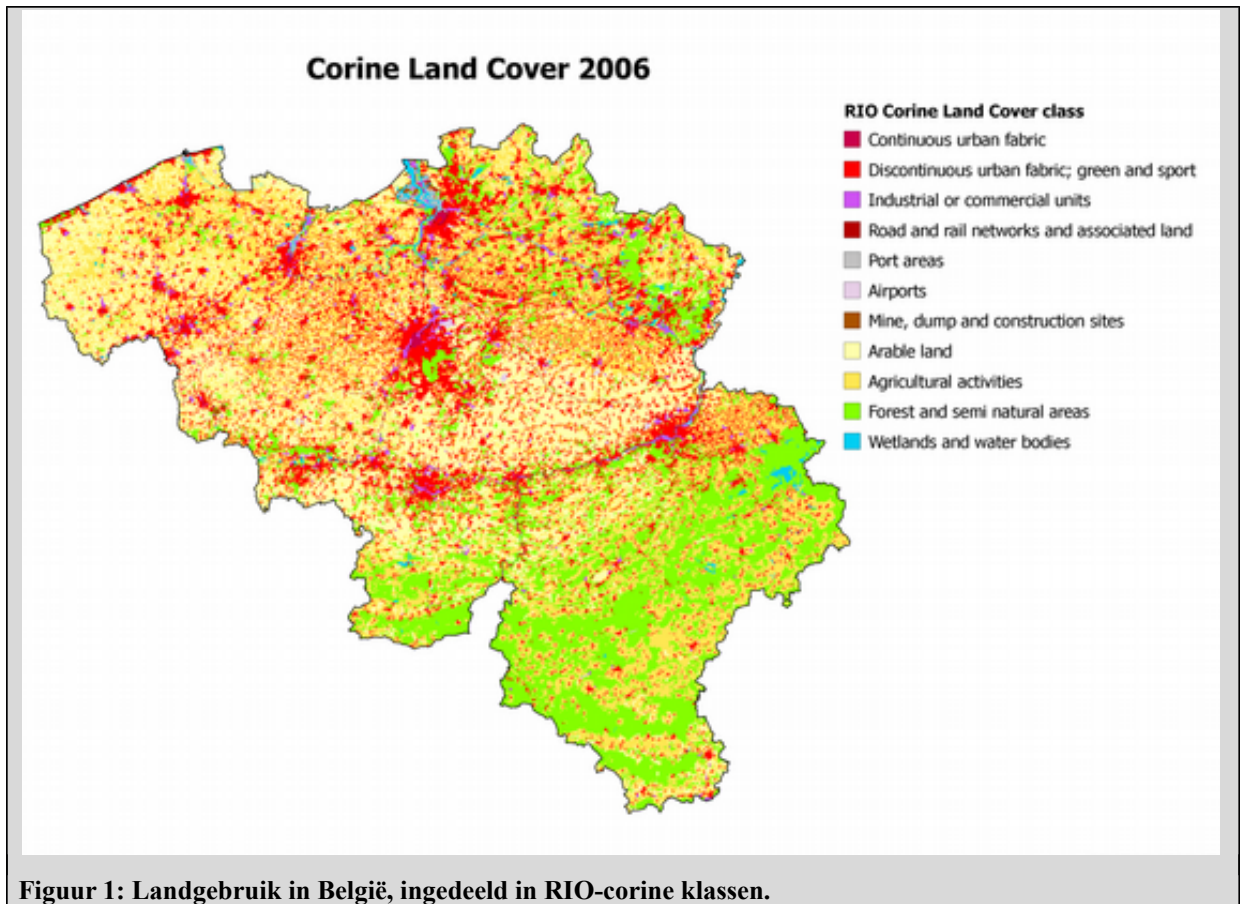 Corine Land Cover 2006
RIO Corine Land Cover class
Continuous urban fabric
Discontinuous urban fabric; green and sport
Industrial or commercial units
Road and rail networks and associated land
Port areas
Airports
Mine, dump and construction sites
Arable land
Agricultural activities
Forest and semi natural areas
Wetlands and water bodies
Figuur 1: Landgebruik in België, ingedeeld in RIO-corine klassen.